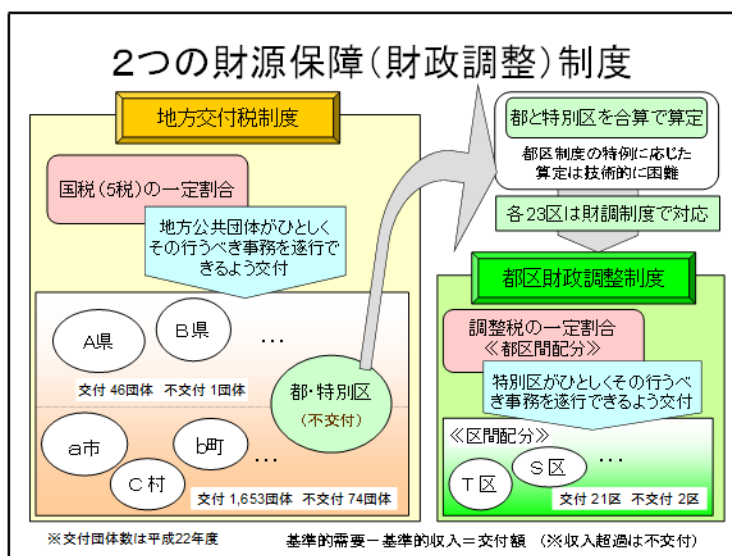 2つの財源保障(財政調整)制度
地方交付税制度
国税(5税)の一定割合
地方公共団体がひとしく
その行うべき事務を遂行で
きるよう交付
A県
B県
…
交付 46団体 不交付 1団体
都・特別区
(不交付)
a市
b町
C村
…
交付 1,653団体 不交付 74団体
都と特別区を合算で算定
都区制度の特例に応じた
算定は技術的に困難
各23区は財調制度で対応
都区財政調整制度
調整税の一定割合
≪都区間配分≫
特別区がひとしくその行うべ
き事務を遂行できるよう交付
≪区間配分≫
T区
S区
…
交付 21区 不交付 2区
※交付団体数は平成22年度
基準的需要-基準的収入=交付額 (※収入超過は不交付)